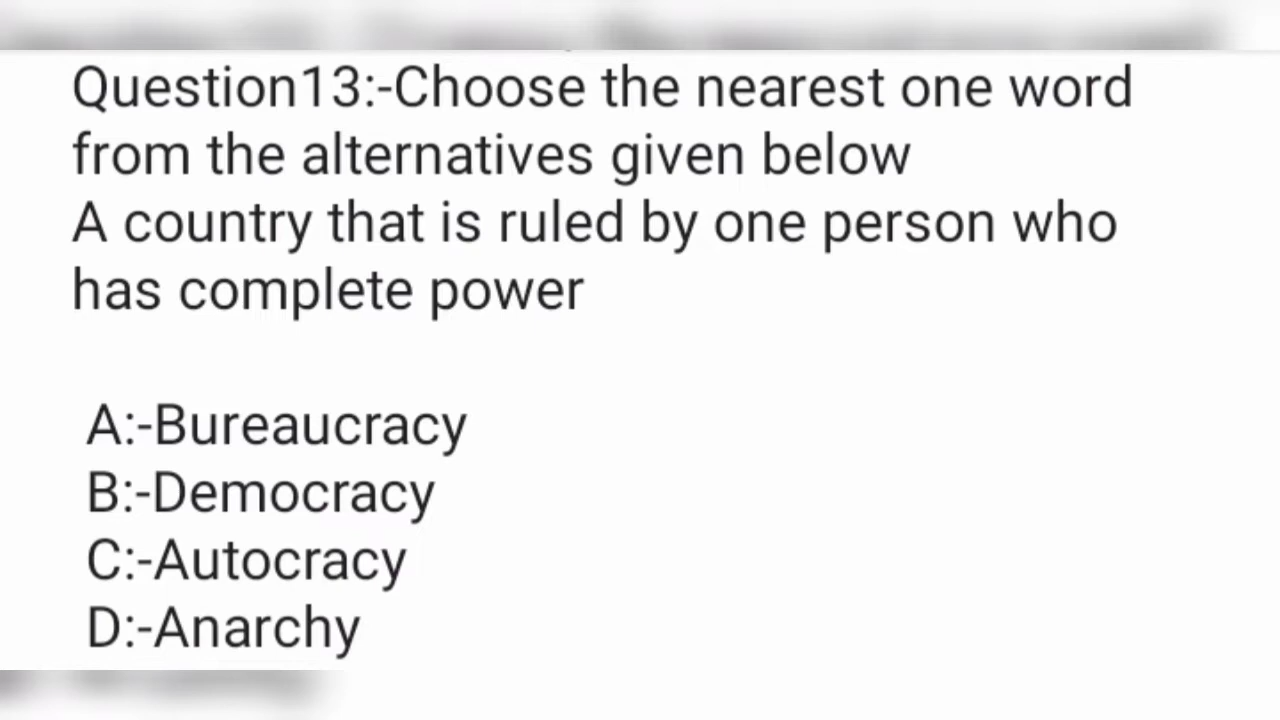 Question13:-Choose the nearest one word
from the alternatives given below
A country that is ruled by one person who
has complete power
A:-Bureaucracy
B:-Democracy
C:-Autocracy
D:-Anarchy